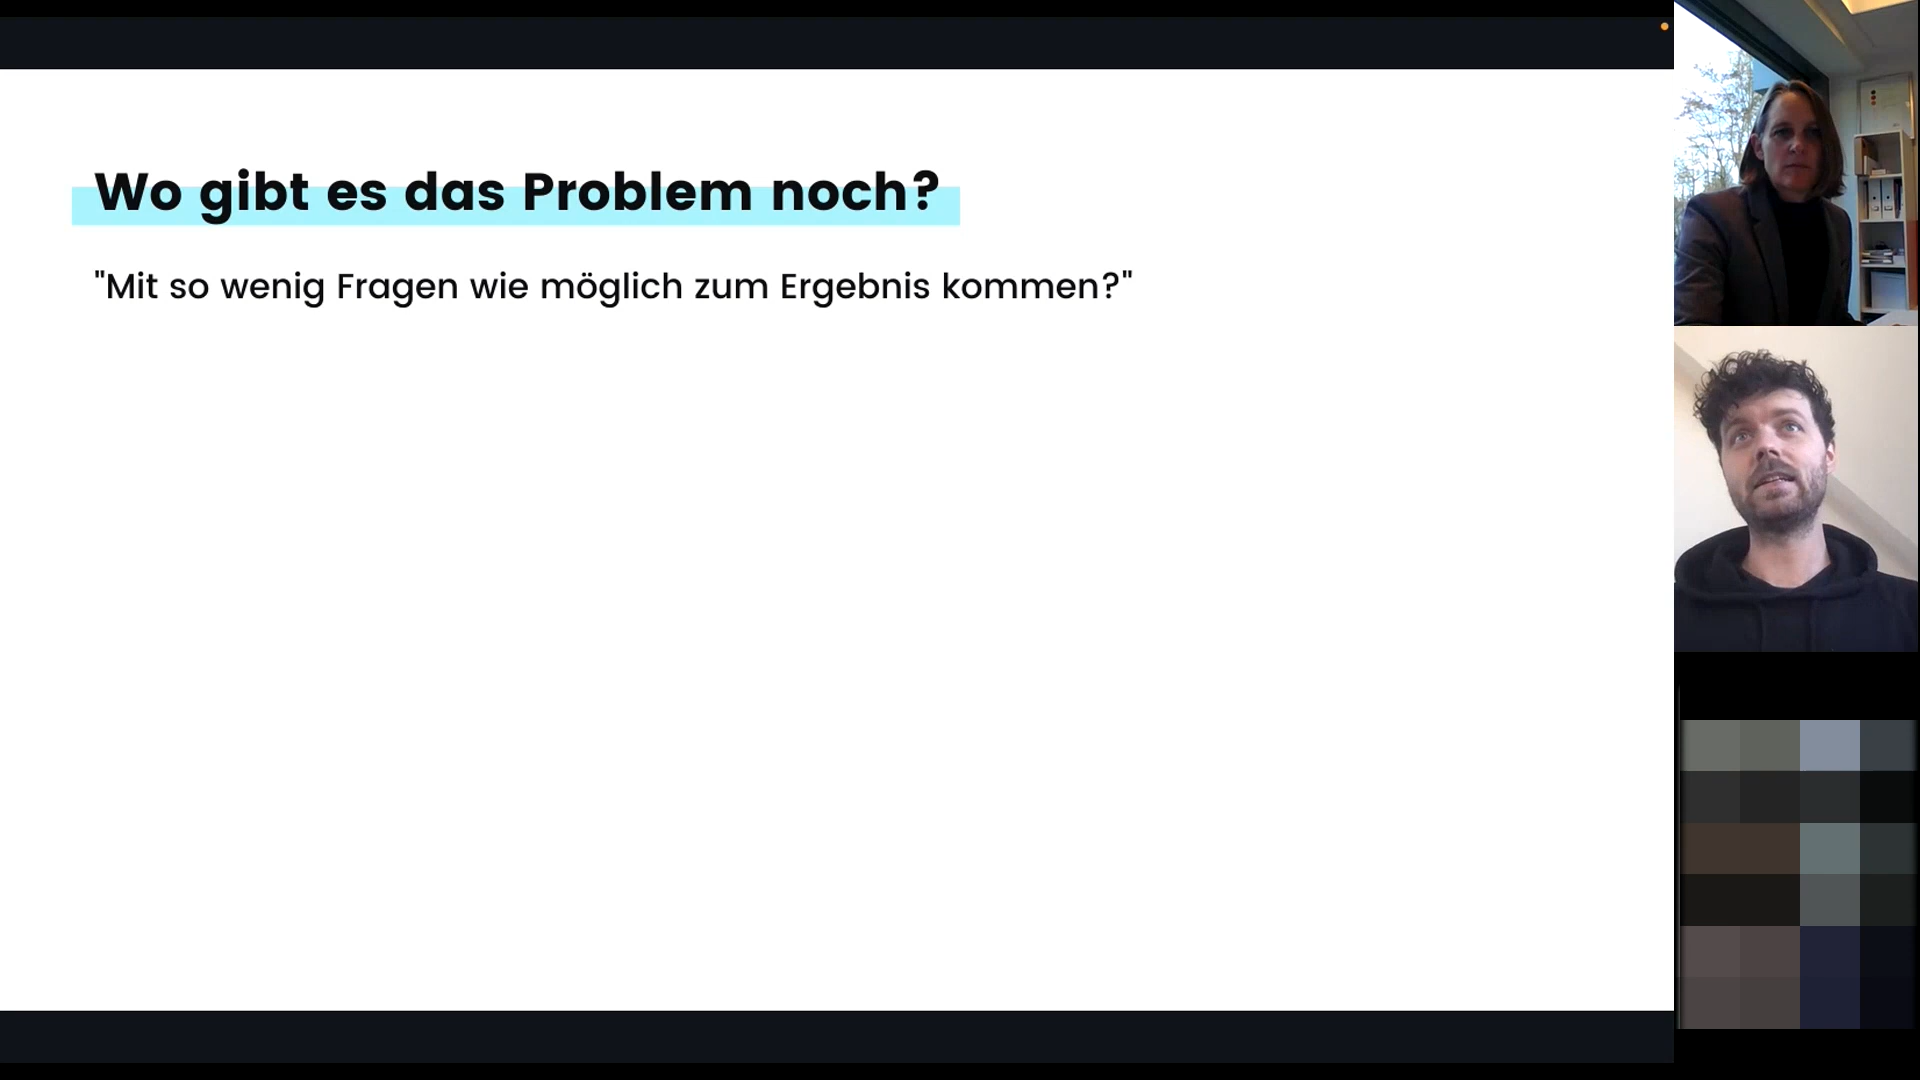 Wo gibt es das Problem noch?
"Mit so wenig Fragen wie möglich zum Ergebnis kommen?"